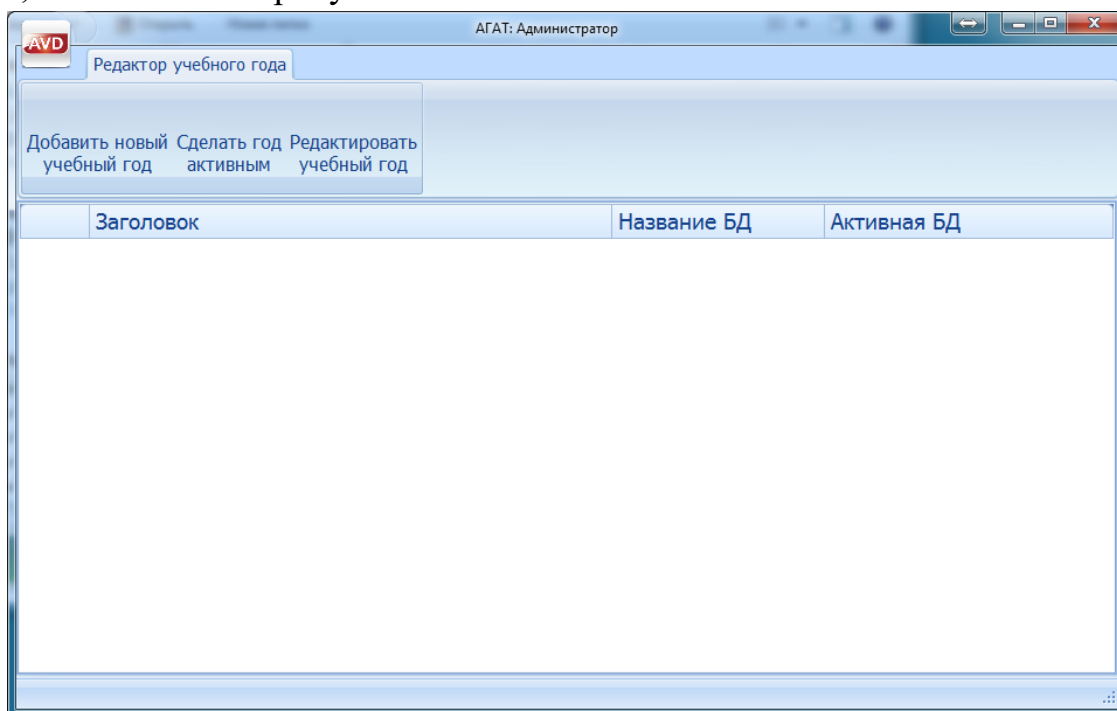 АГАТ: Администратор
AVD
Редактор учебного года
Добавить новый Сделать год Редактировать
учебный год активным учебный год
Заголовок Название БД Активная БД